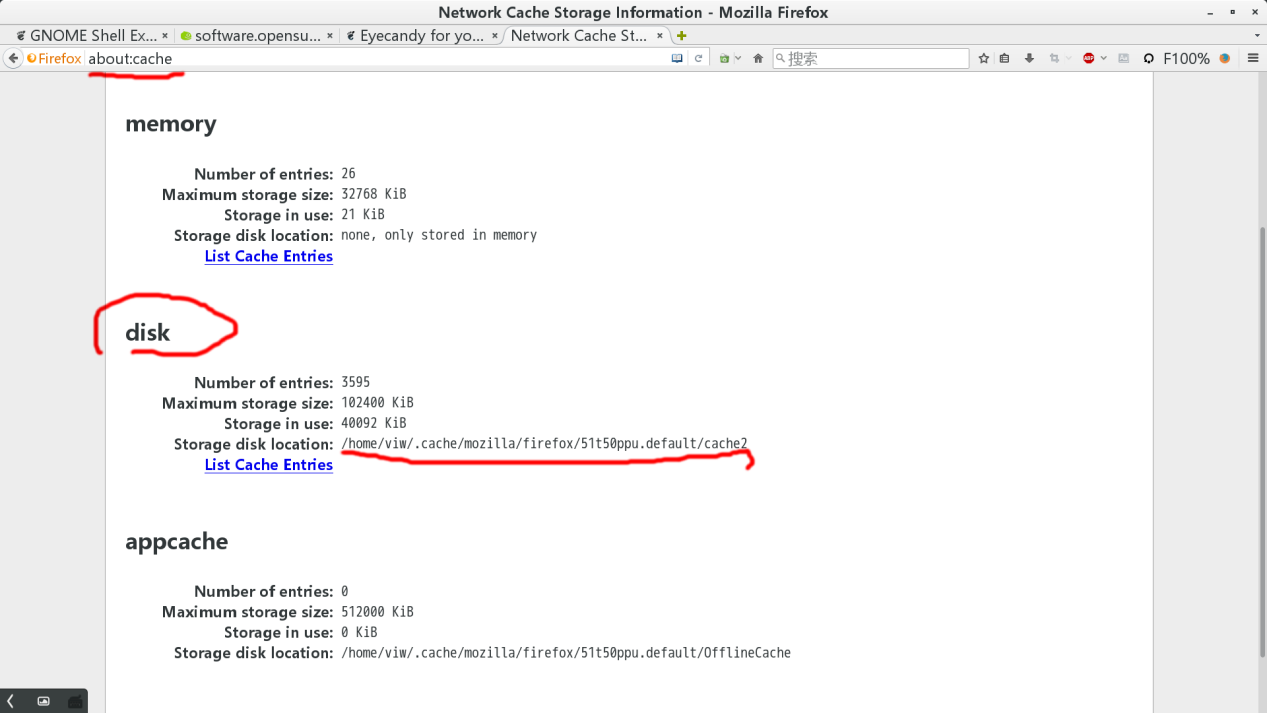 Network Cache Storage Information - Mozilla Firefox
GNOME Shell Ex... × software.opensu... × Eyecandy for yo... × Network Cache St... ×
Firefox about:cache 搜索 ABP F100%
memory
Number of entries: 26
Maximum storage size: 32768 KiB
Storage in use: 21 KiB
Storage disk location: none, only stored in memory
List Cache Entries
disk
Number of entries: 3595
Maximum storage size: 102400 KiB
Storage in use: 40092 KiB
Storage disk location: /home/viw/.cache/mozilla/firefox/51t50ppu.default/cache2
List Cache Entries
appcache
Number of entries: 0
Maximum storage size: 512000 KiB
Storage in use: 0 KiB
Storage disk location: /home/viw/.cache/mozilla/firefox/51t50ppu.default/OfflineCache